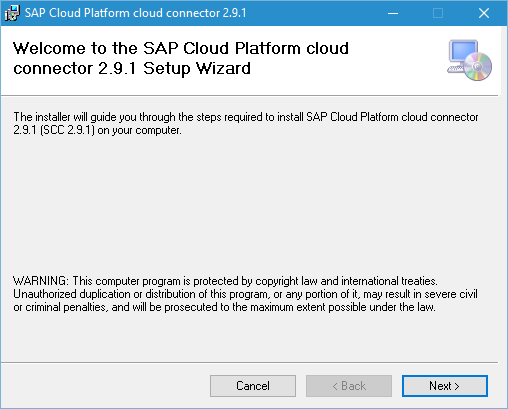 SAP Cloud Platform cloud connector 2.9.1
Welcome to the SAP Cloud Platform cloud
connector 2.9.1 Setup Wizard
The installer will guide you through the steps required to install SAP Cloud Platform cloud connector
2.9.1 (SCC 2.9.1) on your computer.
WARNING: This computer program is protected by copyright law and international treaties.
Unauthorized duplication or distribution of this program, or any portion of it, may result in severe civil
or criminal penalties, and will be prosecuted to the maximum extent possible under the law.
Cancel
< Back
Next >